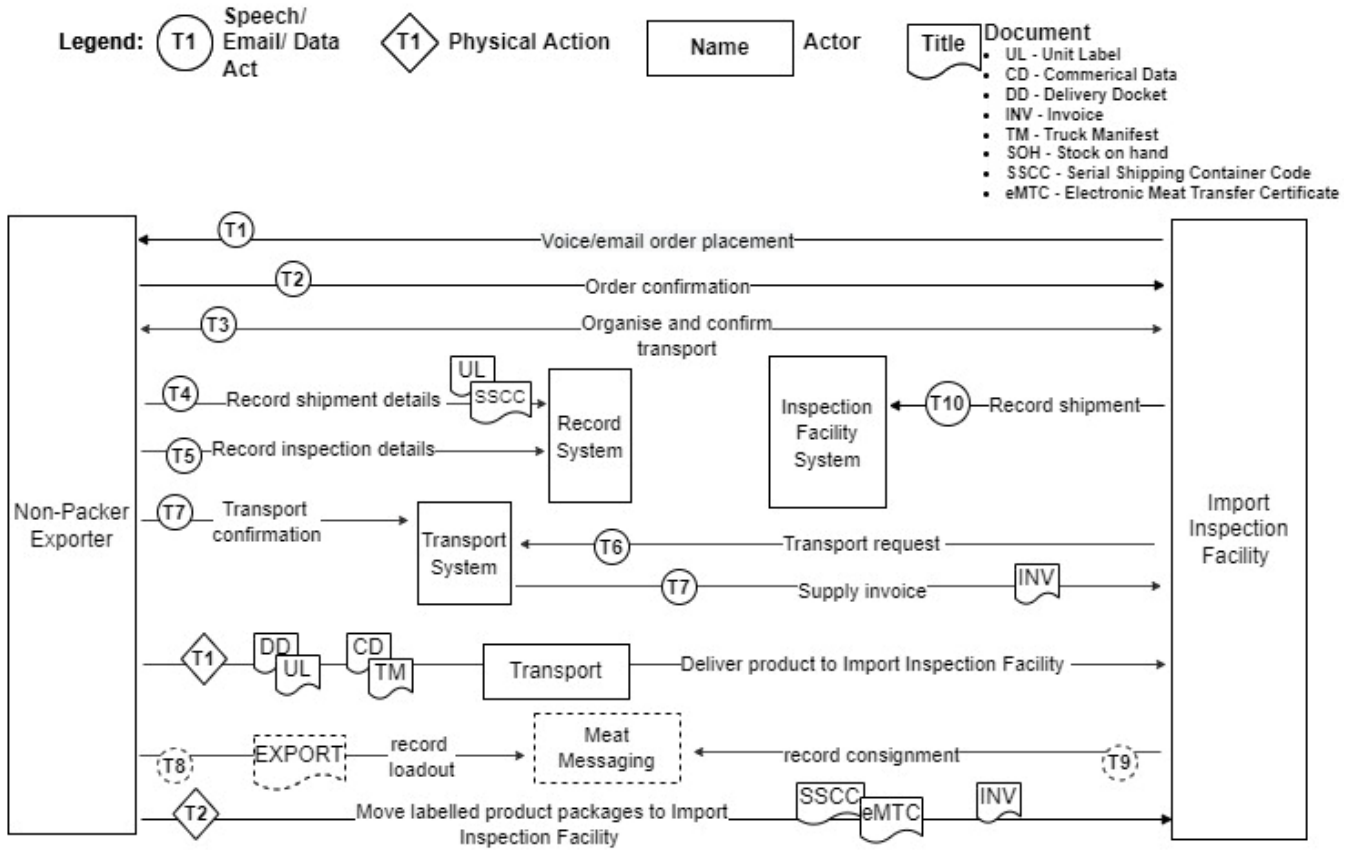 Legend:
T1
Speech/
Email/ Data
Act
T1
Physical Action
Name
Actor
Title
Document
UL - Unit Label
CD - Commerical Data
DD - Delivery Docket
INV - Invoice
TM - Truck Manifest
SOH - Stock on hand
SSCC - Serial Shipping Container Code
eMTC - Electronic Meat Transfer Certificate
Non-Packer
Exporter
Import
Inspection
Facility
T1
Voice/email order placement
T2
Order confirmation
T3
Organise and confirm
transport
T4
Record shipment details
UL
SSCC
Record
System
Inspection
Facility
System
T10
Record shipment
T5
Record inspection details
T7
Transport
confirmation
Transport
System
T6
Transport request
T7
Supply invoice
INV
T1
DD
UL
CD
TM
Transport
Deliver product to Import Inspection Facility
T8
EXPORT
record
loadout
Meat
Messaging
record consignment
T9
T2
Move labelled product packages to Import
Inspection Facility
SSCC
eMTC
INV